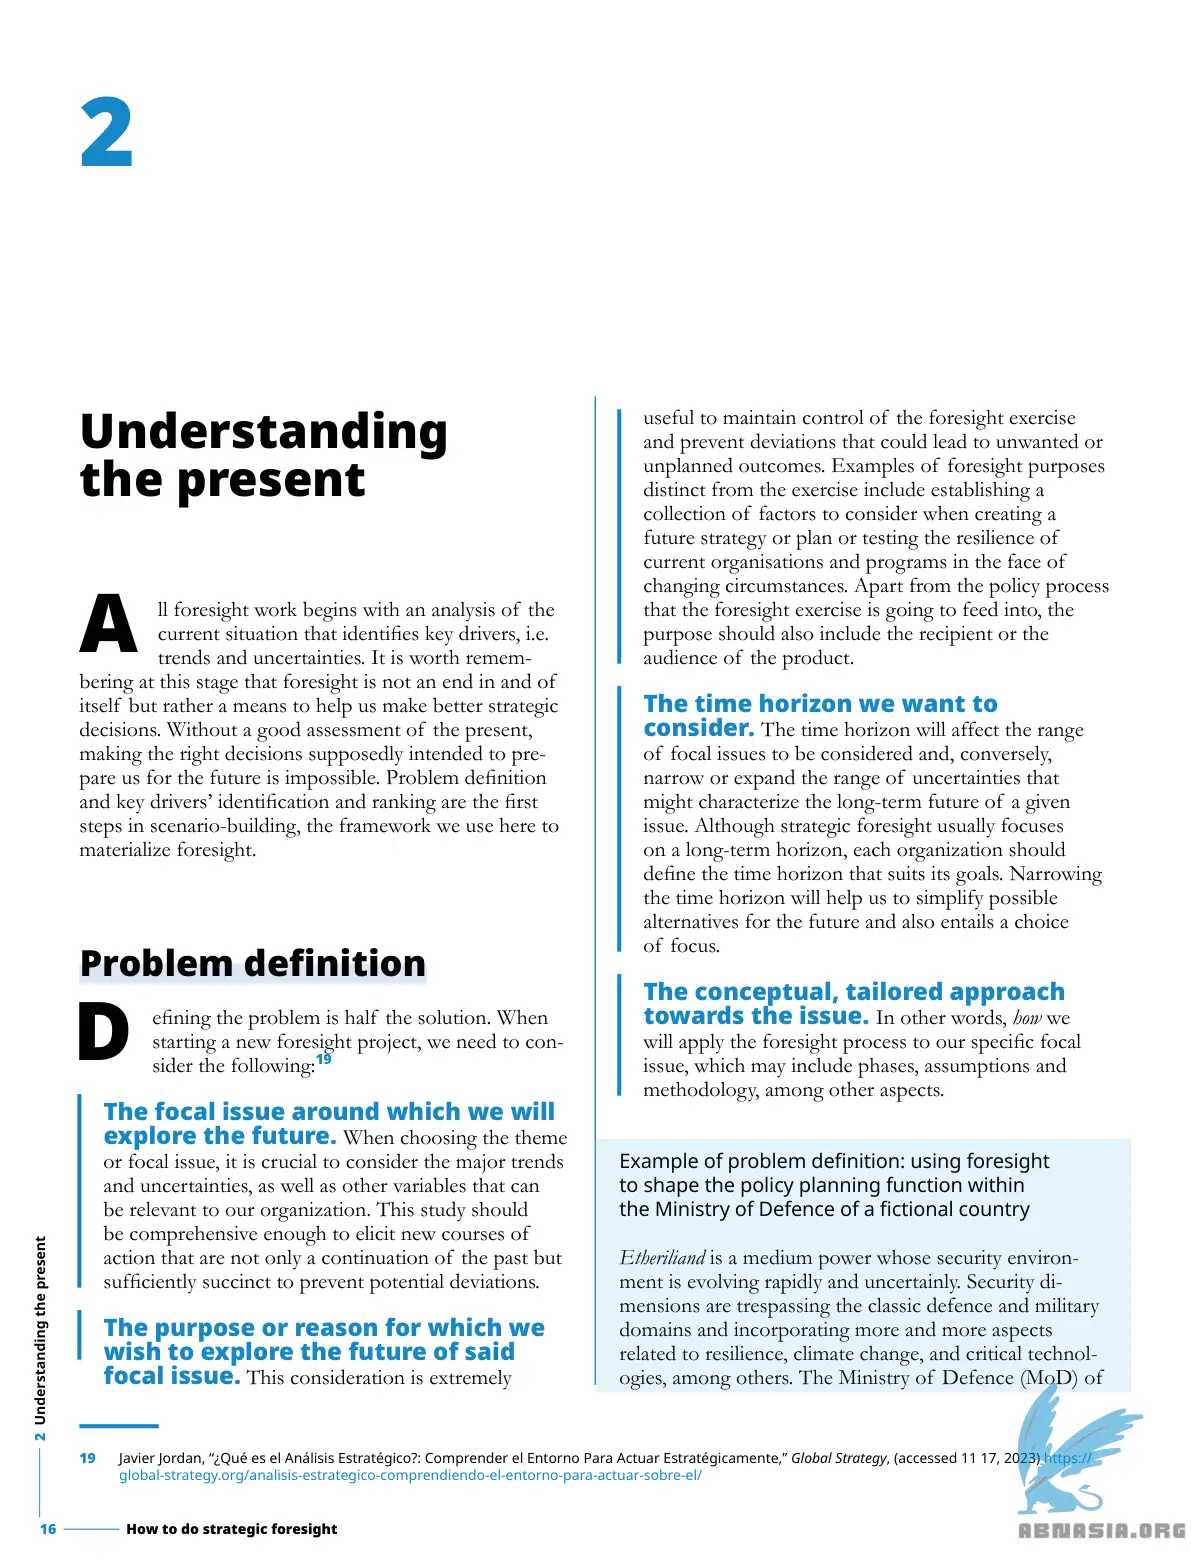 2
Understanding
the present
All foresight work begins with an analysis of the
current situation that identifies key drivers, i.e.
trends and uncertainties. It is worth remem-
bering at this stage that foresight is not an end in and of
itself but rather a means to help us make better strategic
decisions. Without a good assessment of the present,
making the right decisions supposedly intended to pre-
pare us for the future is impossible. Problem definition
and key drivers’ identification and ranking are the first
steps in scenario-building, the framework we use here to
materialize foresight.
Problem definition
Defining the problem is half the solution. When
starting a new foresight project, we need to con-
sider the following:19
The focal issue around which we will
explore the future. When choosing the theme
or focal issue, it is crucial to consider the major trends
and uncertainties, as well as other variables that can
be relevant to our organization. This study should
be comprehensive enough to elicit new courses of
action that are not only a continuation of the past but
sufficiently succinct to prevent potential deviations.
The purpose or reason for which we
wish to explore the future of said
focal issue. This consideration is extremely
useful to maintain control of the foresight exercise
and prevent deviations that could lead to unwanted or
unplanned outcomes. Examples of foresight purposes
distinct from the exercise include establishing a
collection of factors to consider when creating a
future strategy or plan or testing the resilience of
current organisations and programs in the face of
changing circumstances. Apart from the policy process
that the foresight exercise is going to feed into, the
purpose should also include the recipient or the
audience of the product.
The time horizon we want to
consider. The time horizon will affect the range
of focal issues to be considered and, conversely,
narrow or expand the range of uncertainties that
might characterize the long-term future of a given
issue. Although strategic foresight usually focuses
on a long-term horizon, each organization should
define the time horizon that suits its goals. Narrowing
the time horizon will help us to simplify possible
alternatives for the future and also entails a choice
of focus.
The conceptual, tailored approach
towards the issue. In other words, how we
will apply the foresight process to our specific focal
issue, which may include phases, assumptions and
methodology, among other aspects.
Example of problem definition: using foresight
to shape the policy planning function within
the Ministry of Defence of a fictional country
Etheriliand is a medium power whose security environ-
ment is evolving rapidly and uncertainly. Security di-
mensions are trespassing the classic defence and military
domains and incorporating more and more aspects
related to resilience, climate change, and critical technol-
ogies, among others. The Ministry of Defence (MoD) of
19 Javier Jordan, “¿Qué es el Análisis Estratégico?: Comprender el Entorno Para Actuar Estratégicamente,” Global Strategy, (accessed 11 17, 2023) https://
global-strategy.org/analisis-estrategico-comprendiendo-el-entorno-para-actuar-sobre-el/
2 Understanding the present
16 How to do strategic foresight
ABNASIA.ORG